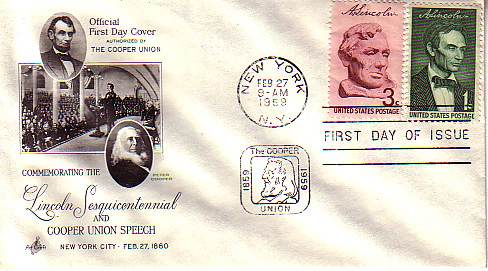 Official
First Day Cover
AUTHORIZED BY
THE COOPER UNION
PETER COOPER
COMMEMORATING THE
Lincoln Sesquicentennial
AND
COOPER UNION SPEECH
NEW YORK CITY - FEB. 27, 1860
NEW YORK
FEB 27
9-AM
1959
N.Y.
The COOPER
1859
1959
UNION
A. Lincoln
3c
UNITED STATES POSTAGE
A. Lincoln
1c
UNITED STATES POSTAGE
FIRST DAY OF ISSUE